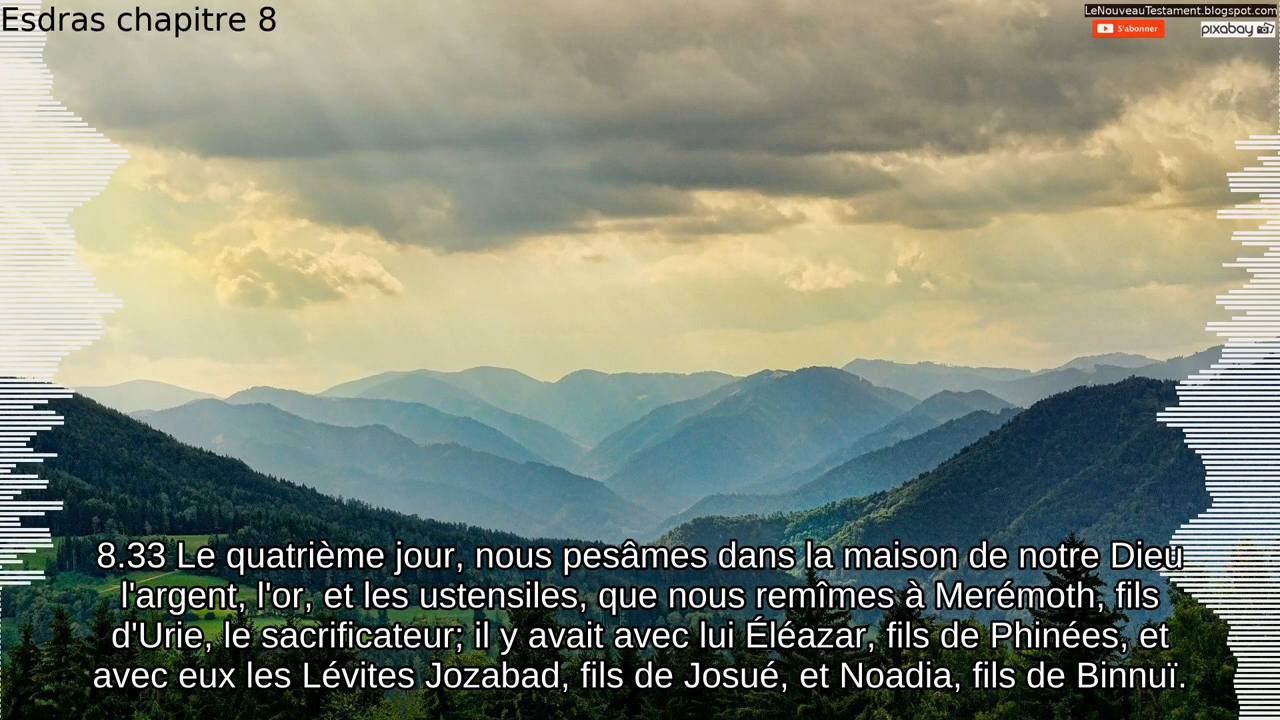 Esdras chapitre 8
LeNouveauTestament.blogspot.com
S'abonner
pixabay
8.33 Le quatrième jour, nous pesâmes dans la maison de notre Dieu
l'argent, l'or, et les ustensiles, que nous remîmes à Merémoth, fils
d'Urie, le sacrificateur; il y avait avec lui Éléazar, fils de Phinées, et
avec eux les Lévites Jozabad, fils de Josué, et Noadia, fils de Binnuï.